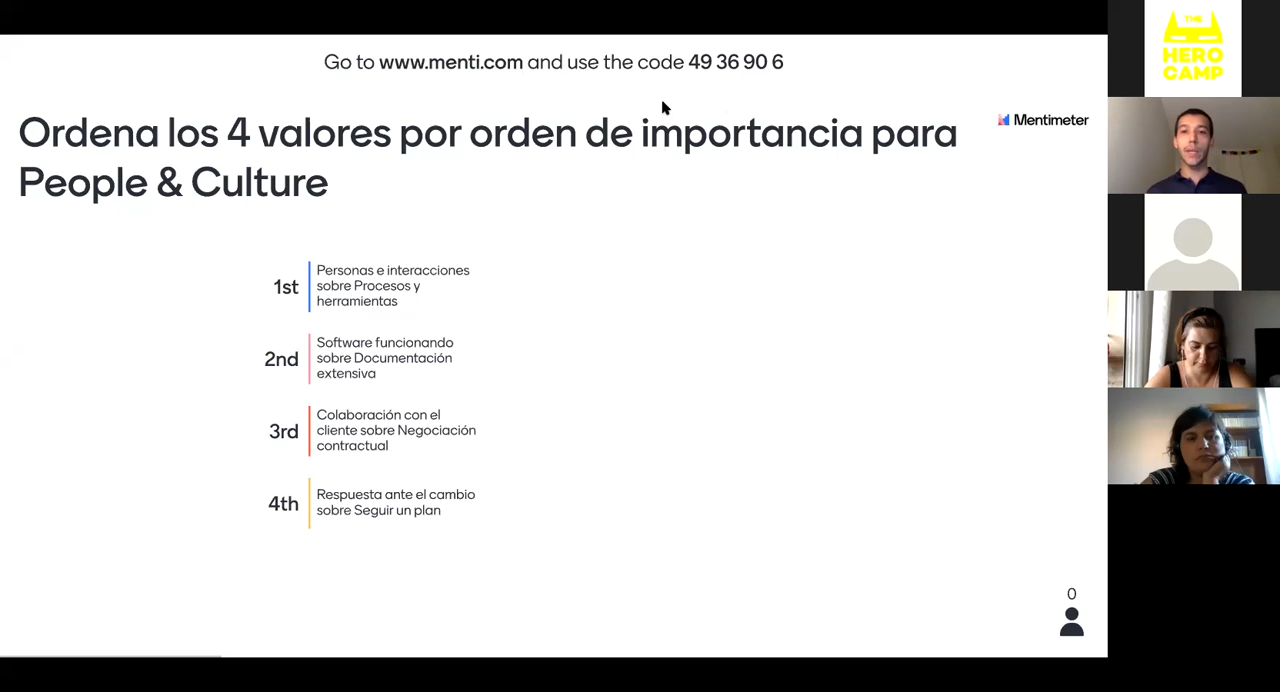 Go to www.menti.com and use the code 49 36 90 6
Mentimeter
Ordena los 4 valores por orden de importancia para
People & Culture
1st
Personas e interacciones
sobre Procesos y
herramientas
2nd
Software funcionando
sobre Documentación
extensiva
3rd
Colaboración con el
cliente sobre Negociación
contractual
4th
Respuesta ante el cambio
sobre Seguir un plan
0
THE
HERO
CAMP